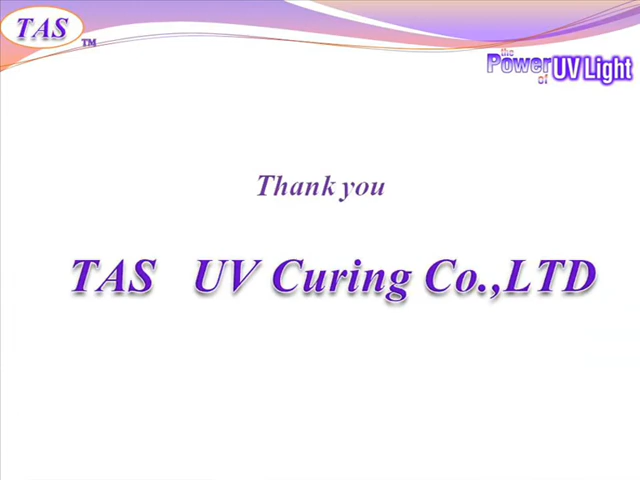 TAS TM
the
Power UV Light
of
Thank you
TAS UV Curing Co.,LTD